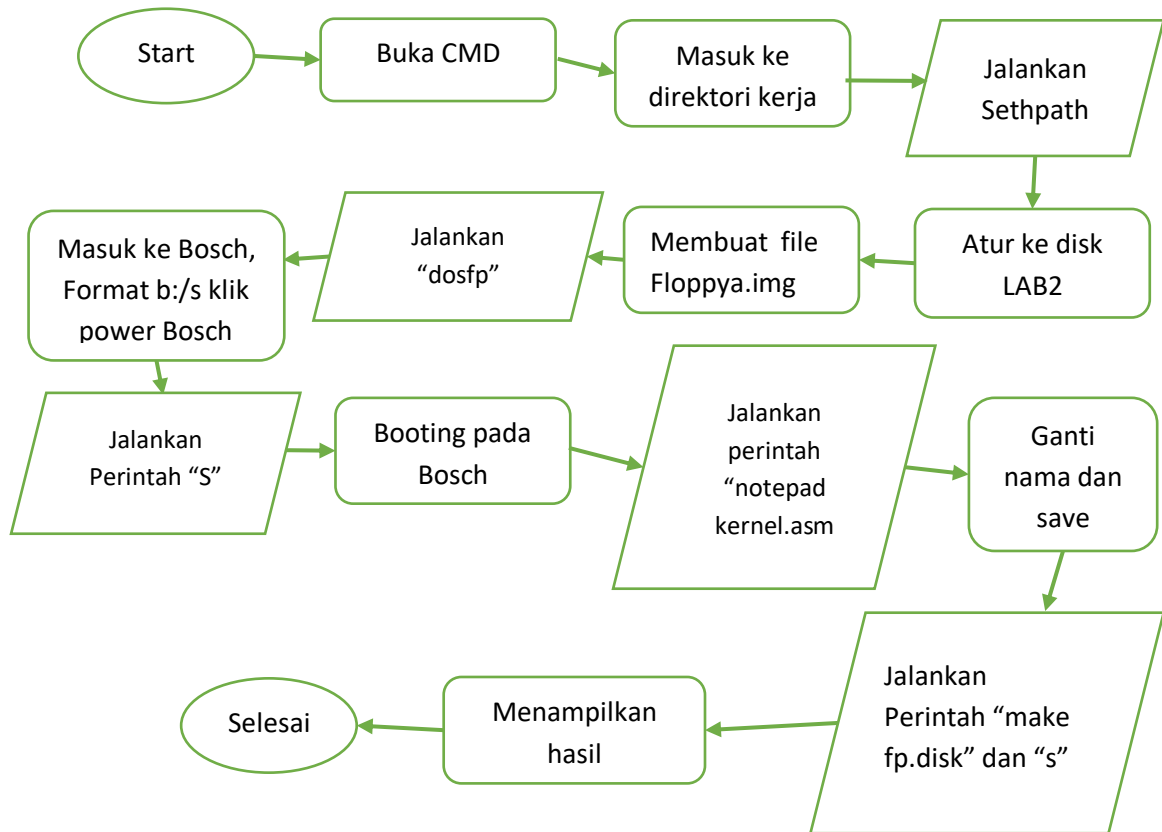 Start
Buka CMD
Masuk ke
direktori kerja
Jalankan
Sethpath
Atur ke disk
LAB2
Membuat file
Floppya.img
Jalankan
“dosfp”
Masuk ke Bosch,
Format b:/s klik
power Bosch
Jalankan
Perintah “S”
Booting pada
Bosch
Jalankan
perintah
“notepad
kernel.asm
Ganti
nama dan
save
Jalankan
Perintah “make
fp.disk” dan “s”
Menampilkan
hasil
Selesai